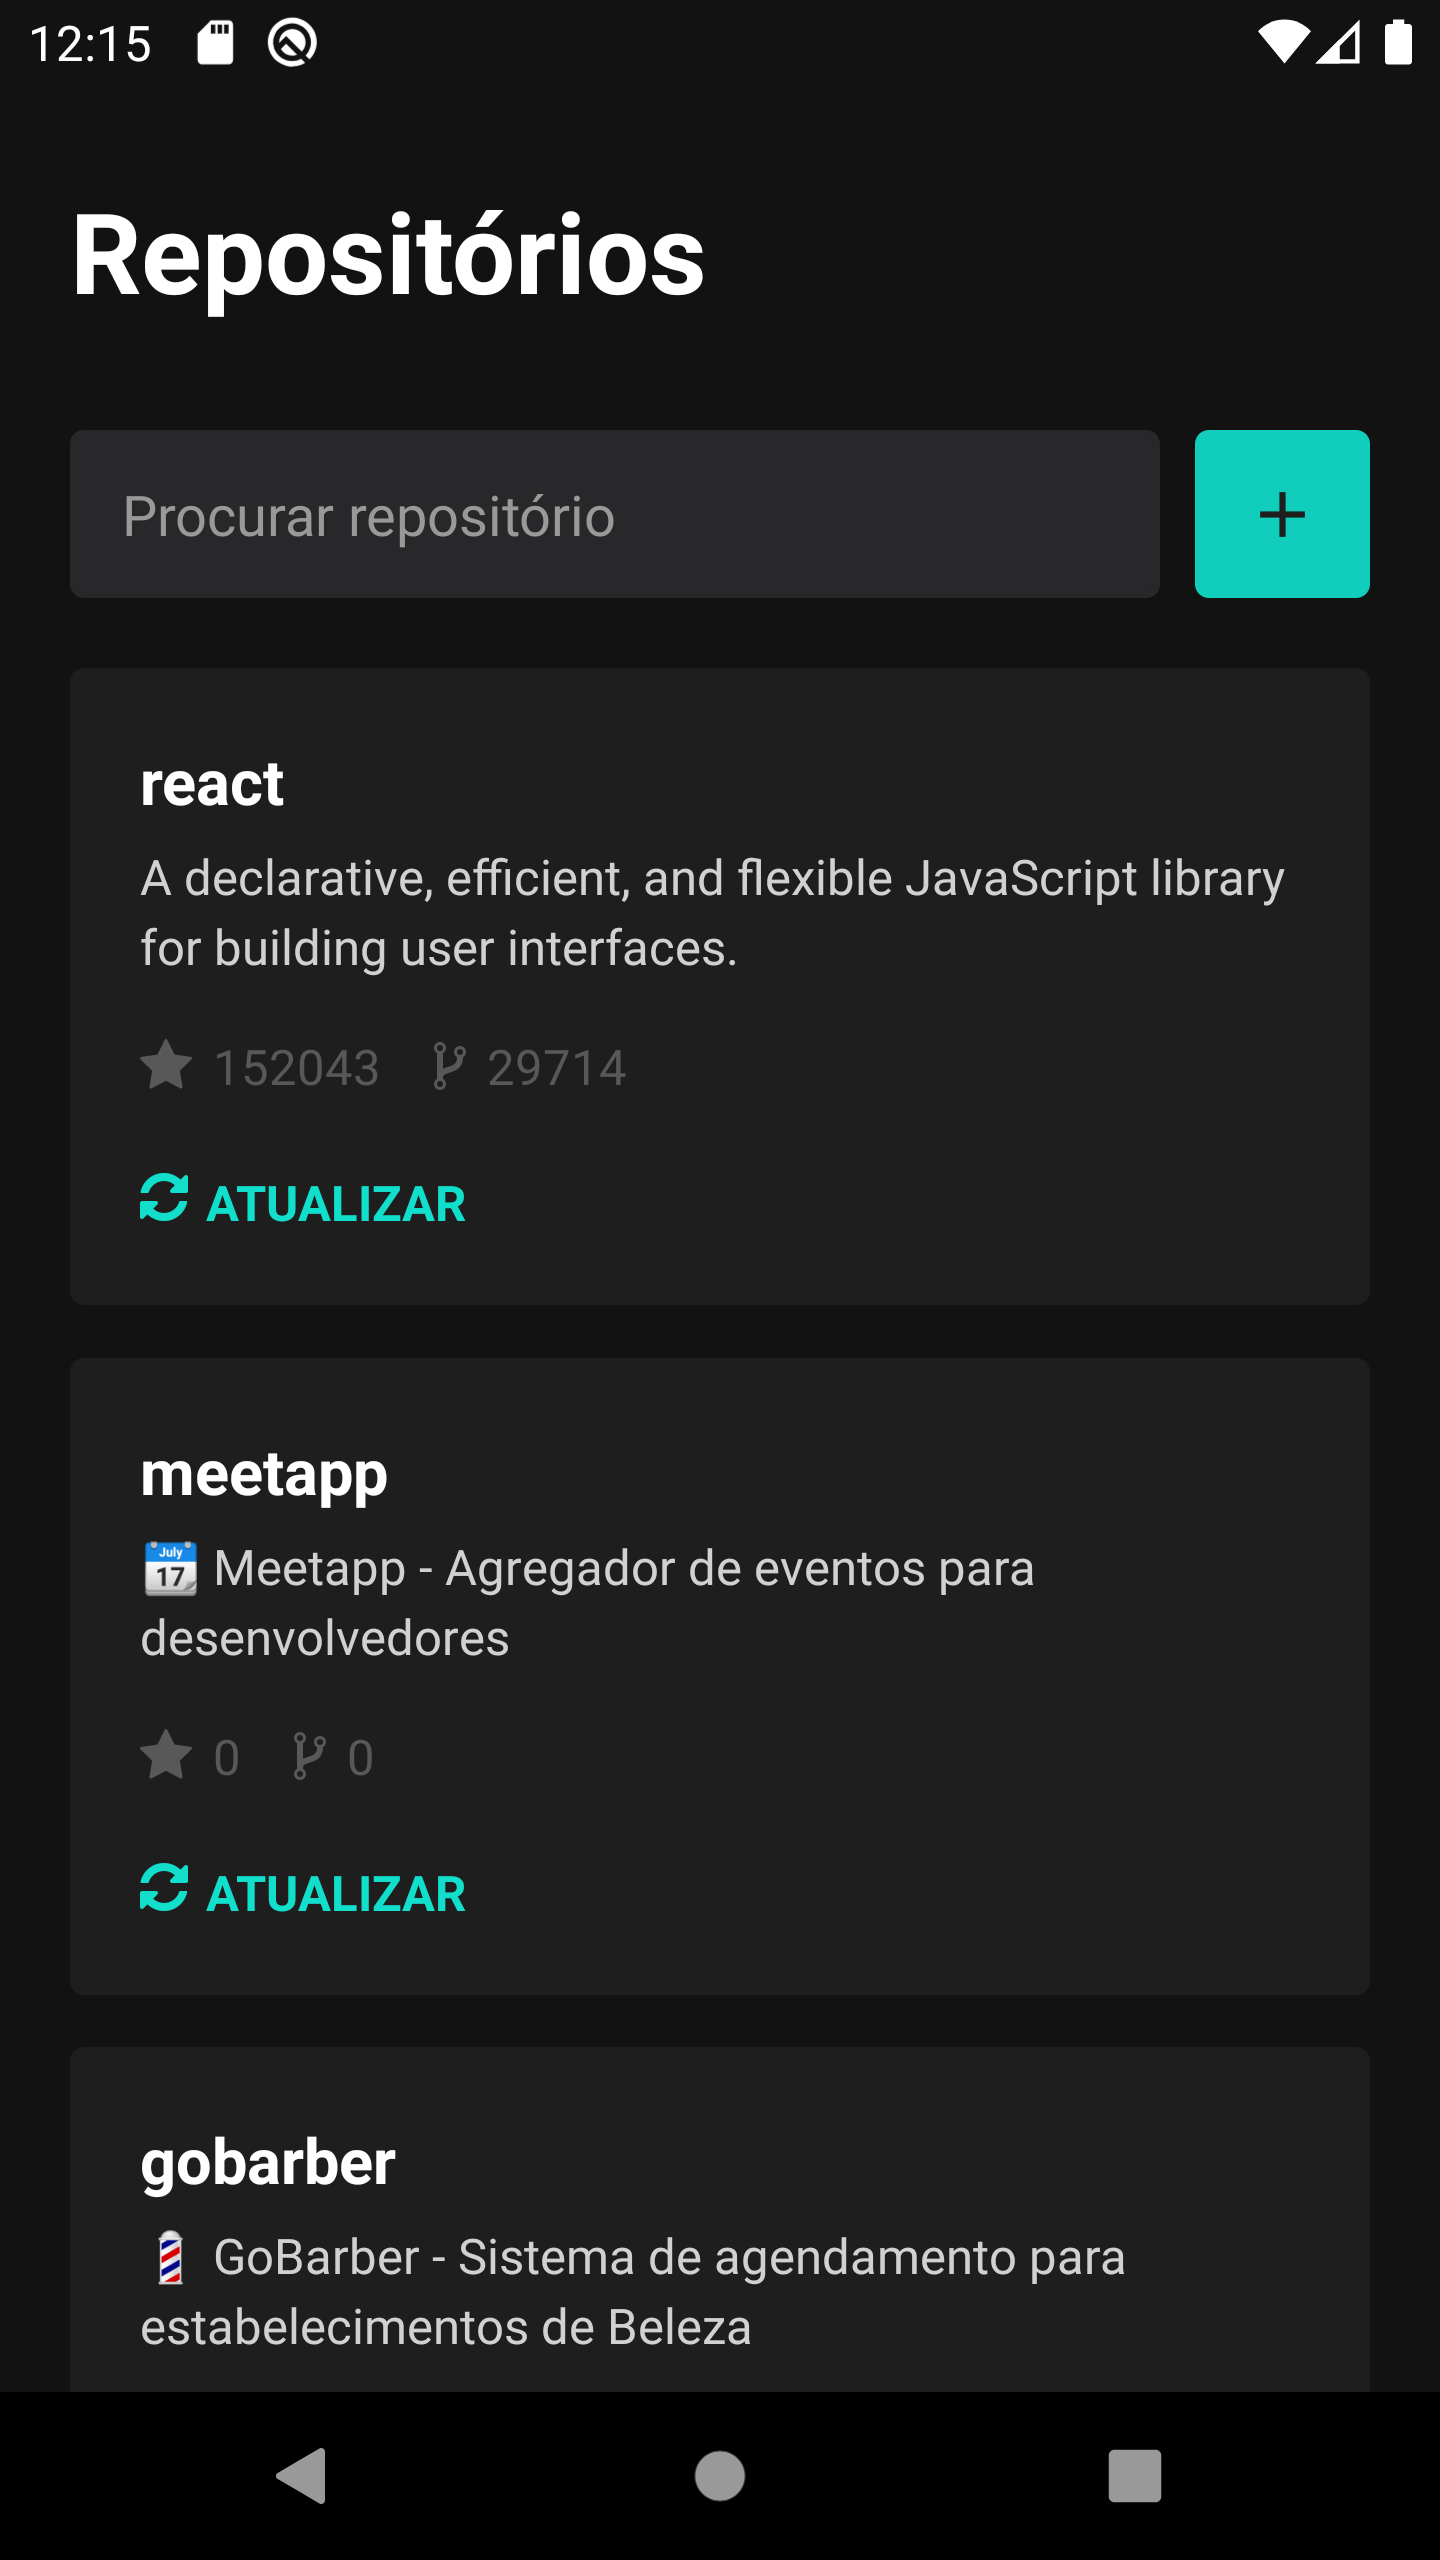 12:15
Repositórios
Procurar repositório
+
react
A declarative, efficient, and flexible JavaScript library
for building user interfaces.
152043 29714
ATUALIZAR
meetapp
📅 Meetapp - Agregador de eventos para
desenvolvedores
0 0
ATUALIZAR
gobarber
💈 GoBarber - Sistema de agendamento para
estabelecimentos de Beleza